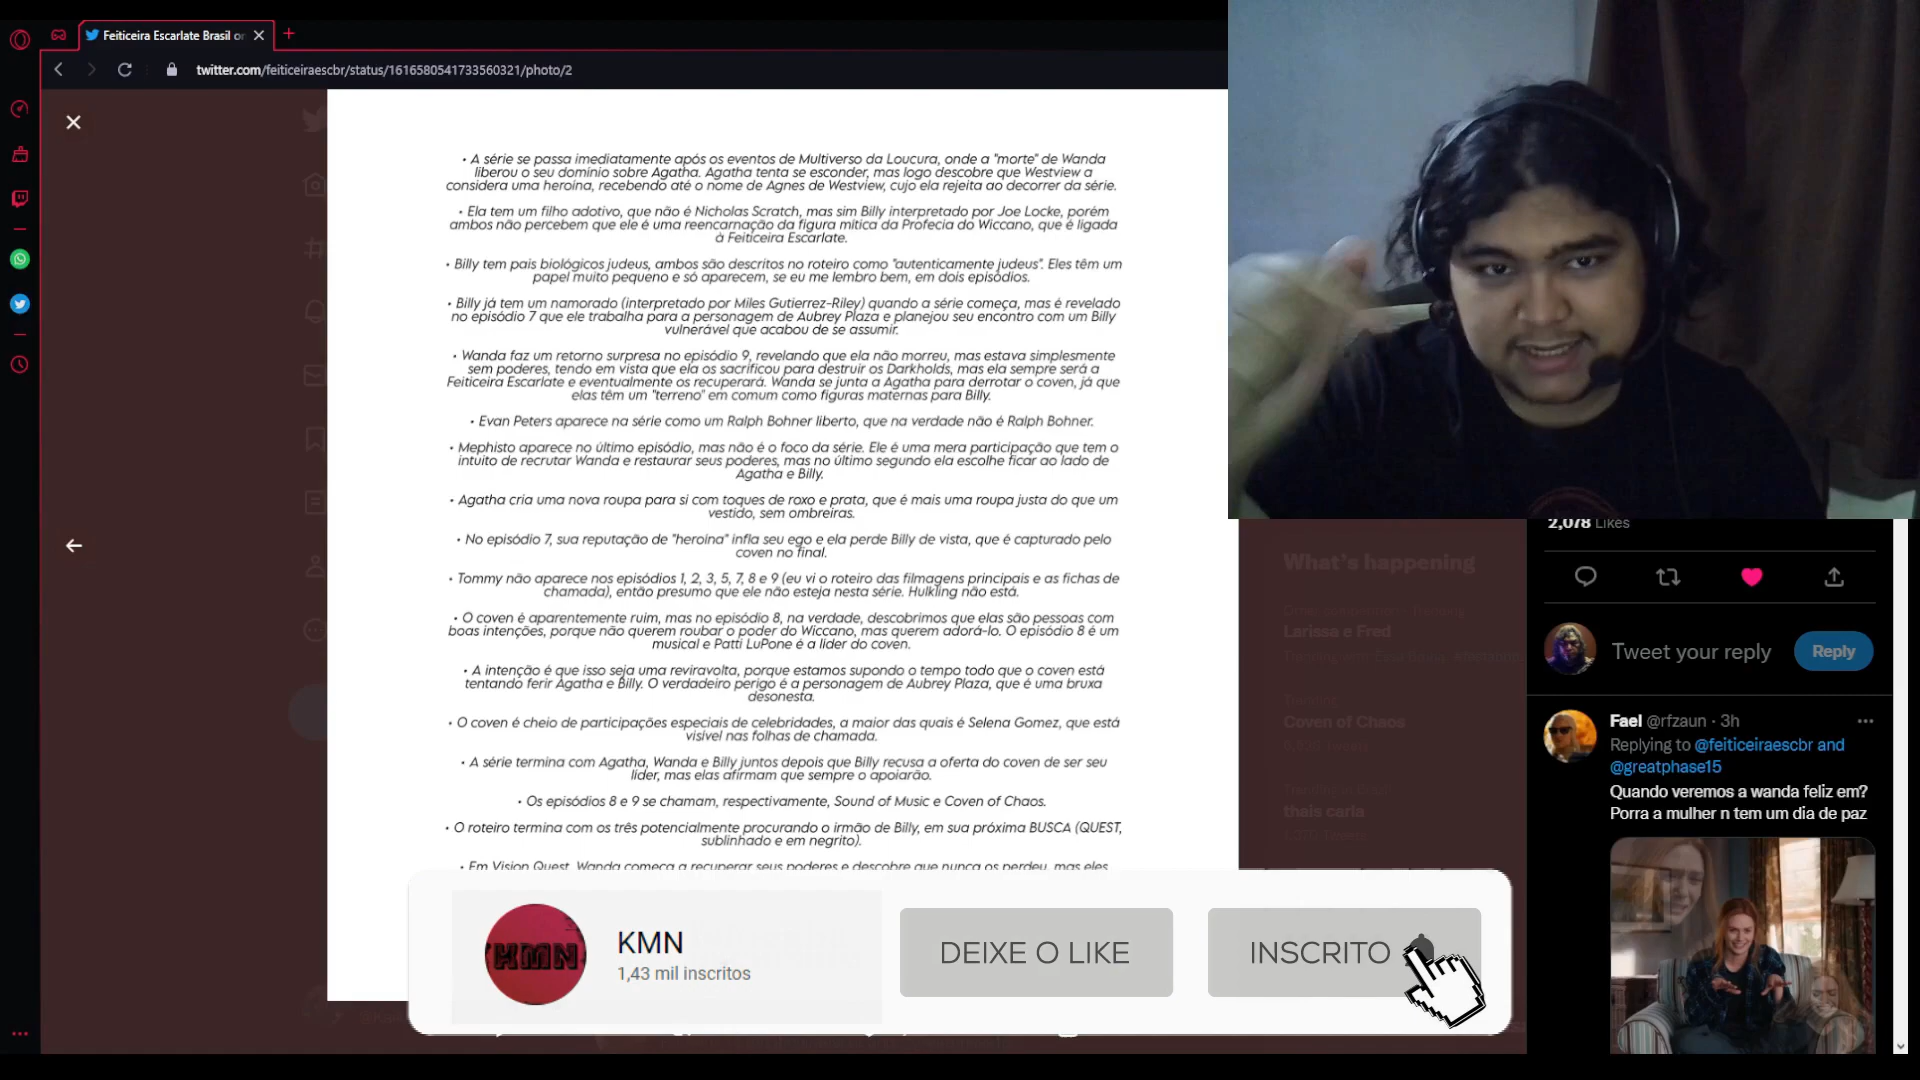 Feiticeira Escarlate Brasil on
twitter.com/feiticeiraescbr/status/1616580541733560321/photo/2
• A série se passa imediatamente após os eventos de Multiverso da Loucura, onde a "morte" de Wanda
liberou o seu domínio sobre Agatha. Agatha tenta se esconder, mas logo descobre que Westview a
considera uma heroína, recebendo até o nome de Agnes de Westview, cujo ela rejeita ao decorrer da série.
• Ela tem um filho adotivo, que não é Nicholas Scratch, mas sim Billy interpretado por Joe Locke, porém
ambos não percebem que ele é uma reencarnação da figura mítica da Profecia do Wiccano, que é ligada
à Feiticeira Escarlate.
• Billy tem pais biológicos judeus, ambos são descritos no roteiro como "autenticamente judeus". Eles têm um
papel muito pequeno e só aparecem, se eu me lembro bem, em dois episódios.
• Billy já tem um namorado (interpretado por Miles Gutierrez-Riley) quando a série começa, mas é revelado
no episódio 7 que ele trabalha para a personagem de Aubrey Plaza e planejou seu encontro com um Billy
vulnerável que acabou de se assumir.
• Wanda faz um retorno surpresa no episódio 9, revelando que ela não morreu, mas estava simplesmente
sem poderes, tendo em vista que ela os sacrificou para destruir os Darkholds, mas ela sempre será a
Feiticeira Escarlate e eventualmente os recuperará. Wanda se junta a Agatha para derrotar o coven, já que
elas têm um "terreno" em comum como figuras maternas para Billy.
• Evan Peters aparece na série como um Ralph Bohner liberto, que na verdade não é Ralph Bohner.
• Mephisto aparece no último episódio, mas não é o foco da série. Ele é uma mera participação que tem o
intuito de recrutar Wanda e restaurar seus poderes, mas no último segundo ela escolhe ficar ao lado de
Agatha e Billy.
• Agatha cria uma nova roupa para si com toques de roxo e prata, que é mais uma roupa justa do que um
vestido, sem ombreiras.
• No episódio 7, sua reputação de "heroína" infla seu ego e ela perde Billy de vista, que é capturado pelo
coven no final.
• Tommy não aparece nos episódios 1, 2, 3, 5, 7, 8 e 9 (eu vi o roteiro das filmagens principais e as fichas de
chamada), então presumo que ele não esteja nesta série. Hulkling não está.
• O coven é aparentemente ruim, mas no episódio 8, na verdade, descobrimos que elas são pessoas com
boas intenções, porque não querem roubar o poder do Wiccano, mas querem adorá-lo. O episódio 8 é um
musical e Patti LuPone é a líder do coven.
• A intenção é que isso seja uma reviravolta, porque estamos supondo o tempo todo que o coven está
tentando ferir Agatha e Billy. O verdadeiro perigo é a personagem de Aubrey Plaza, que é uma bruxa
desonesta.
• O coven é cheio de participações especiais de celebridades, a maior das quais é Selena Gomez, que está
visível nas folhas de chamada.
• A série termina com Agatha, Wanda e Billy juntos depois que Billy recusa a oferta do coven de ser seu
líder, mas elas afirmam que sempre o apoiarão.
• Os episódios 8 e 9 se chamam, respectivamente, Sound of Music e Coven of Chaos.
• O roteiro termina com os três potencialmente procurando o irmão de Billy, em sua próxima BUSCA (QUEST,
sublinhado e em negrito).
• Em Vision Quest, Wanda começa a recuperar seus poderes e descobre que nunca os perdeu, mas eles
2,078 Likes
What's happening
Larissa e Fred
Coven of Chaos
thais carla
Tweet your reply
Reply
Fael @rfzaun · 3h
Replying to @feiticeiraescbr and
@greatphase15
Quando veremos a wanda feliz em?
Porra a mulher n tem um dia de paz
KMN
KMN
1,43 mil inscritos
DEIXE O LIKE
INSCRITO